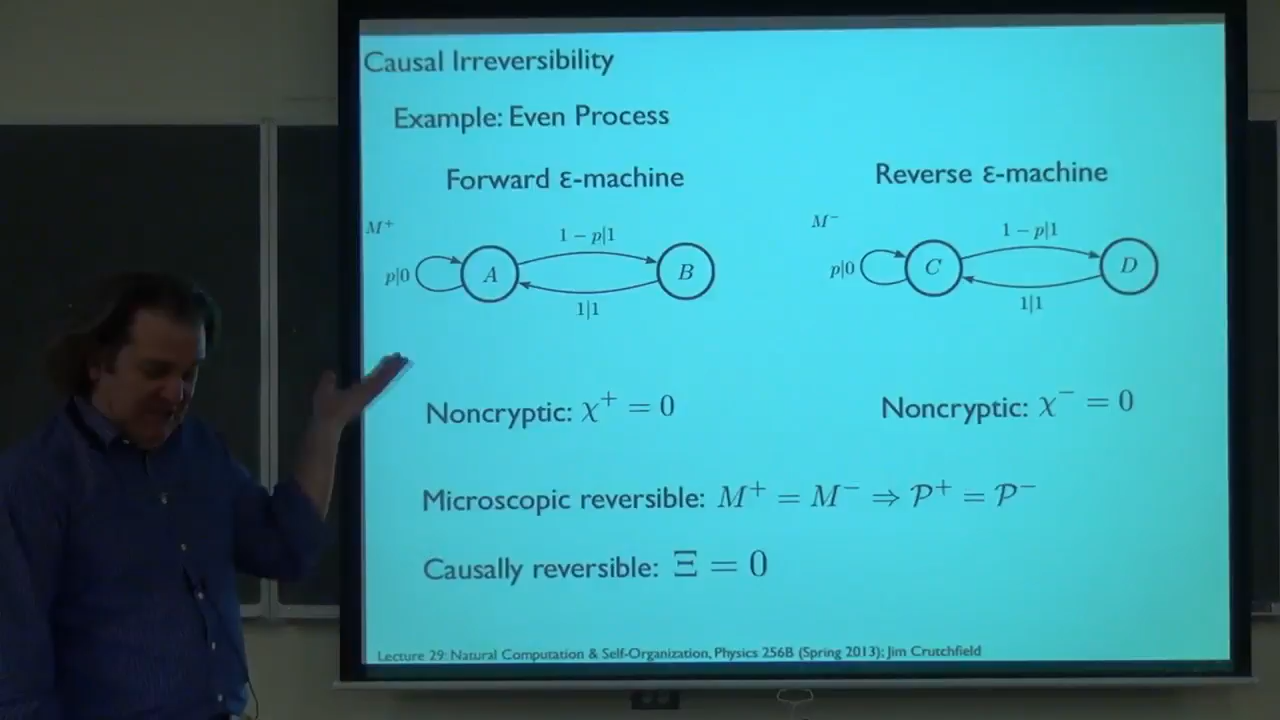 Causal Irreversibility
Example: Even Process
Forward ε-machine
Reverse ε-machine
M⁺
1 − p|1
p|0
A
B
1|1
M⁻
1 − p|1
p|0
C
D
1|1
Noncryptic: χ⁺ = 0
Noncryptic: χ⁻ = 0
Microscopic reversible: M⁺ = M⁻ ⇒ 𝒫⁺ = 𝒫⁻
Causally reversible: Ξ = 0
Lecture 29: Natural Computation & Self-Organization, Physics 256B (Spring 2013); Jim Crutchfield